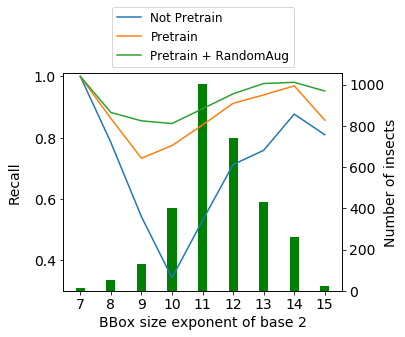 Not Pretrain
Pretrain
Pretrain + RandomAug
1.0
0.8
0.6
0.4
Recall
1000
800
600
400
200
0
Number of insects
7 8 9 10 11 12 13 14 15
BBox size exponent of base 2